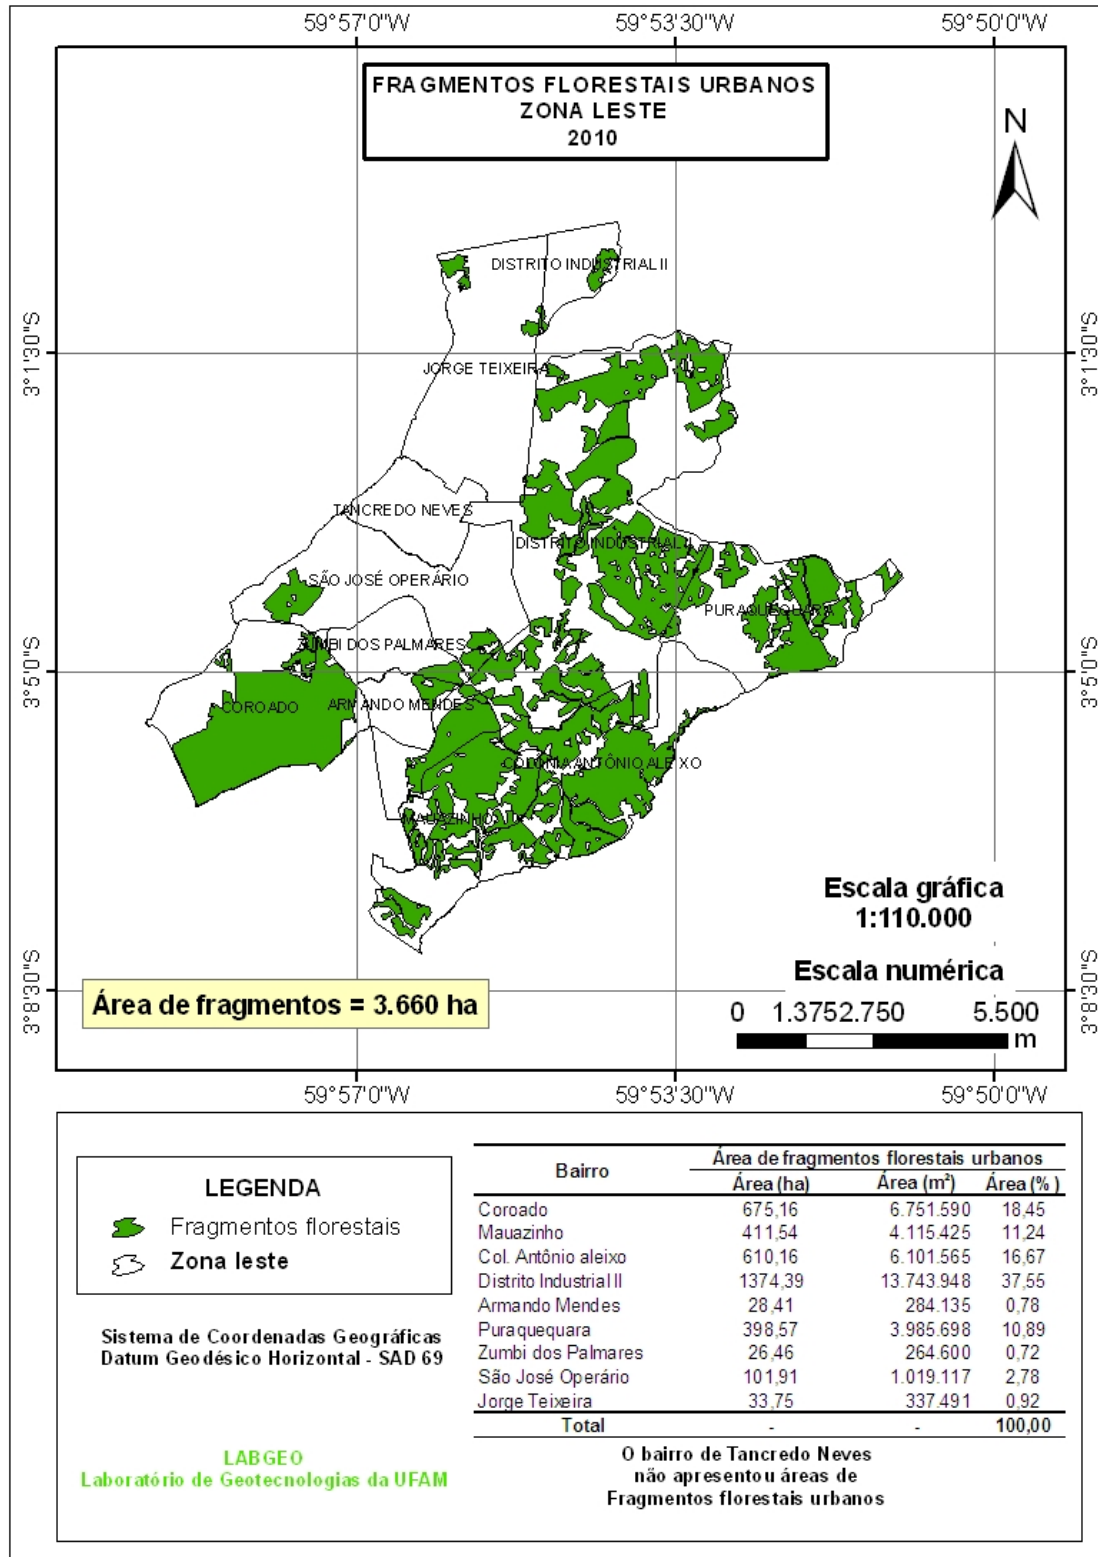 59°57'0"W 59°53'30"W 59°50'0"W
FRAGMENTOS FLORESTAIS URBANOS
ZONA LESTE
2010
N
DISTRITO INDUSTRIAL II
3°1'30"S 3°1'30"S
JORGE TEIXEIRA
TANCREDO NEVES
DISTRITO INDUSTRIAL II
SÃO JOSÉ OPERÁRIO
PURAQUEQUARA
ZUMBI DOS PALMARES
3°5'0"S 3°5'0"S
COROADO ARMANDO MENDES
COLÔNIA ANTÔNIO ALEIXO
MAUAZINHO
Escala gráfica
1:110.000
Escala numérica
3°8'30"S 3°8'30"S
Área de fragmentos = 3.660 ha
0 1.3752.750 5.500
m
59°57'0"W 59°53'30"W 59°50'0"W
LEGENDA
Fragmentos florestais
Zona leste
Sistema de Coordenadas Geográficas
Datum Geodésico Horizontal - SAD 69
LABGEO
Laboratório de Geotecnologias da UFAM
Bairro Área de fragmentos florestais urbanos
Área (ha) Área (m²) Área (%)
Coroado 675,16 6.751.590 18,45
Mauazinho 411,54 4.115.425 11,24
Col. Antônio aleixo 610,16 6.101.565 16,67
Distrito Industrial II 1374,39 13.743.948 37,55
Armando Mendes 28,41 284.135 0,78
Puraquequara 398,57 3.985.698 10,89
Zumbi dos Palmares 26,46 264.600 0,72
São José Operário 101,91 1.019.117 2,78
Jorge Teixeira 33,75 337.491 0,92
Total - - 100,00
O bairro de Tancredo Neves
não apresentou áreas de
Fragmentos florestais urbanos